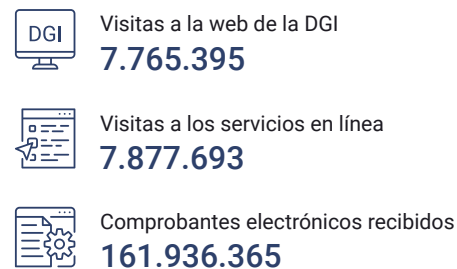 DGI
Visitas a la web de la DGI
7.765.395
Visitas a los servicios en línea
7.877.693
Comprobantes electrónicos recibidos
161.936.365